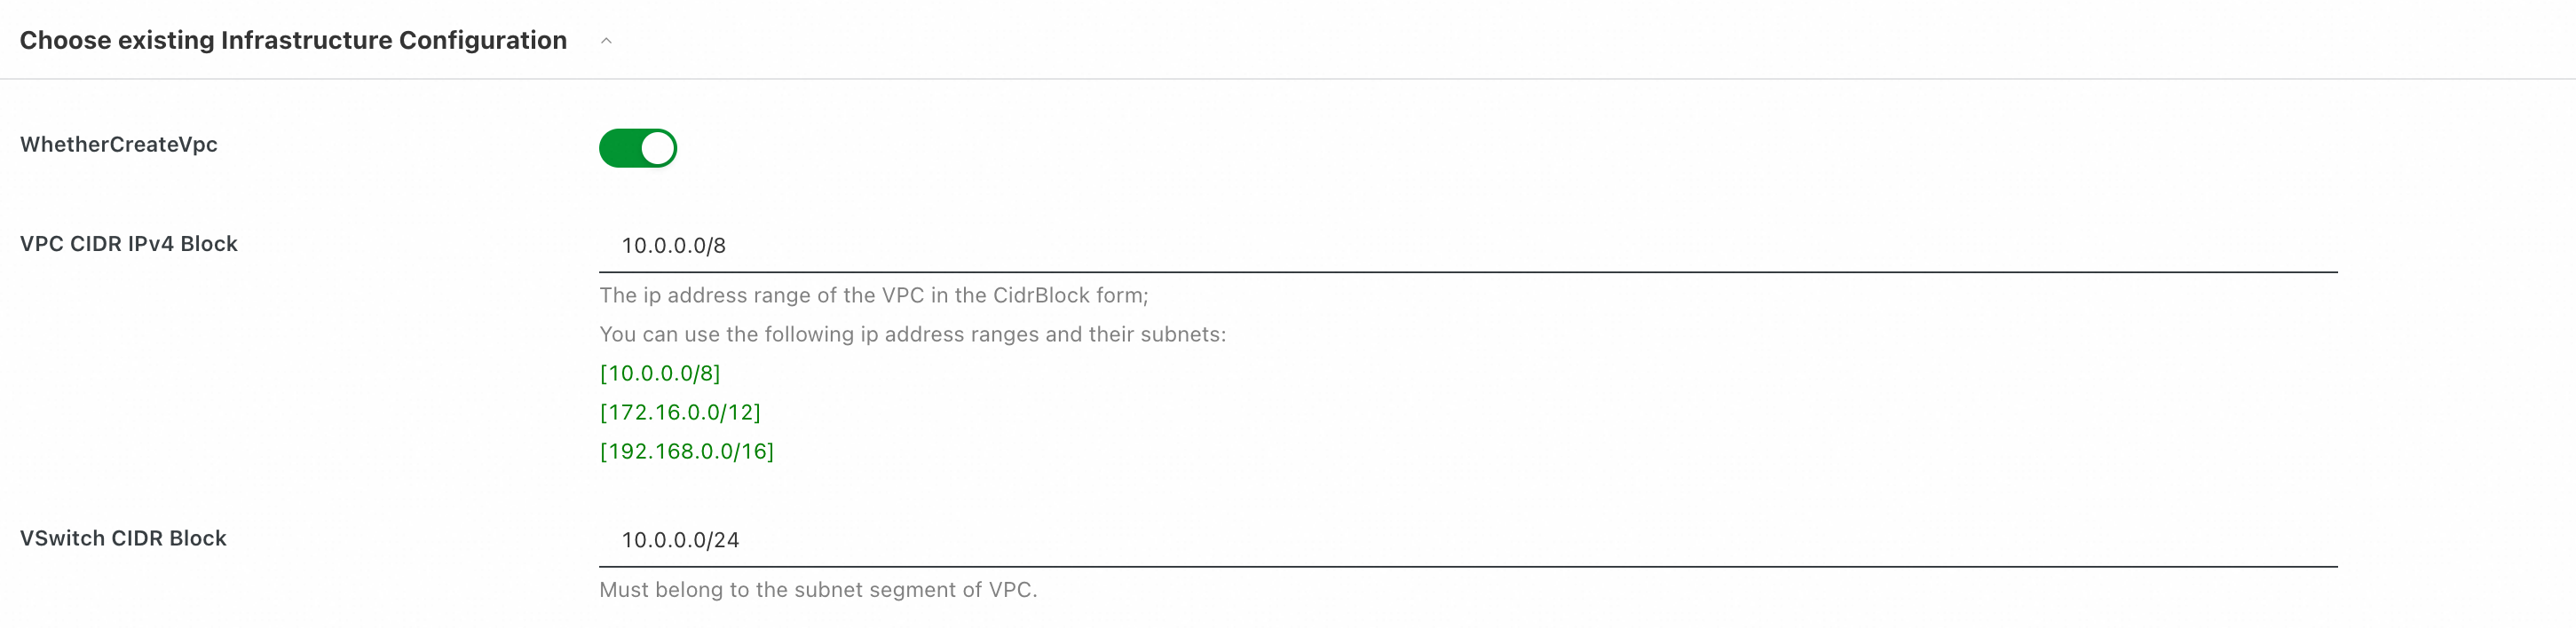 Choose existing Infrastructure Configuration
WhetherCreateVpc
VPC CIDR IPv4 Block
10.0.0.0/8
The ip address range of the VPC in the CidrBlock form;
You can use the following ip address ranges and their subnets:
[10.0.0.0/8]
[172.16.0.0/12]
[192.168.0.0/16]
VSwitch CIDR Block
10.0.0.0/24
Must belong to the subnet segment of VPC.